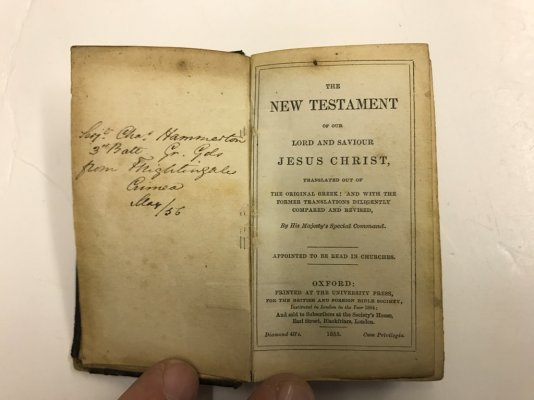 Serjt Chas Hammerton
3rd Batt Gr. Gds
from F Nightingale
Crimea
May/56
THE
NEW TESTAMENT
OF OUR
LORD AND SAVIOUR
JESUS CHRIST,
TRANSLATED OUT OF
THE ORIGINAL GREEK: AND WITH THE
FORMER TRANSLATIONS DILIGENTLY
COMPARED AND REVISED,
By His Majesty's Special Command.
APPOINTED TO BE READ IN CHURCHES.
OXFORD:
PRINTED AT THE UNIVERSITY PRESS,
FOR THE BRITISH AND FOREIGN BIBLE SOCIETY,
Instituted in London in the Year 1804;
And sold to Subscribers at the Society's House,
Earl Street, Blackfriars, London.
1855.
Diamond 48o. Cum Privilegio.